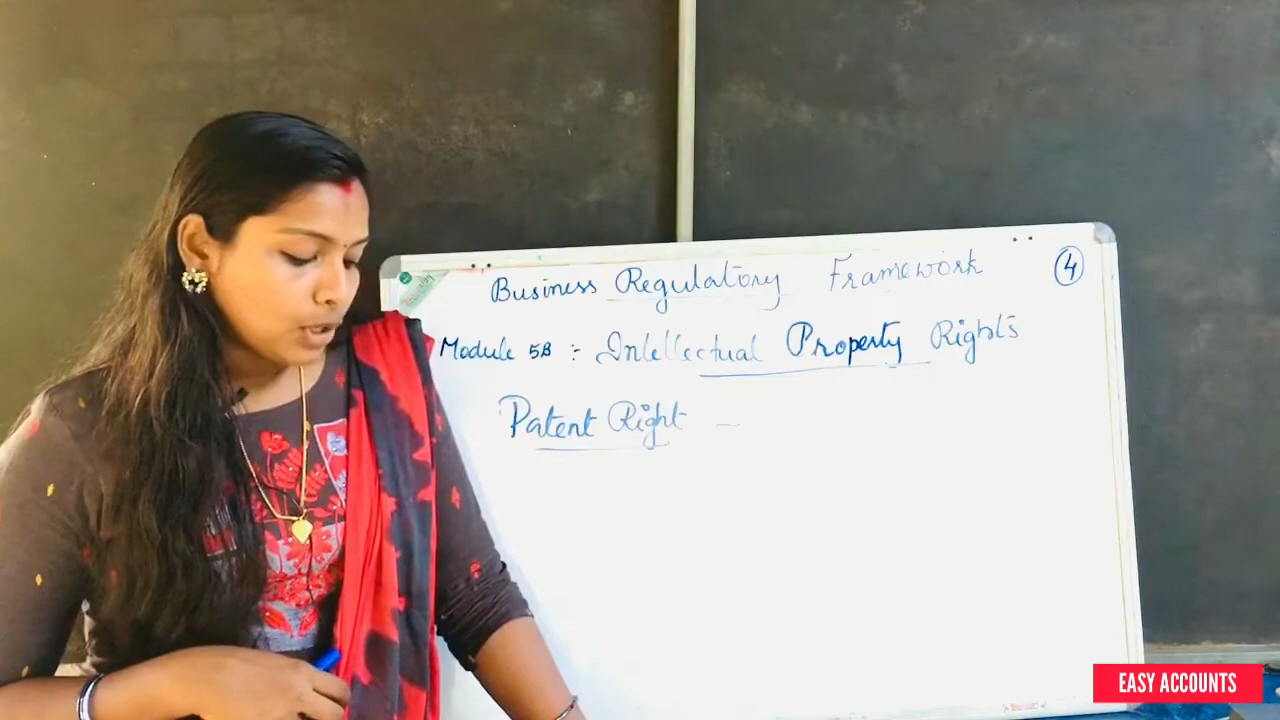 Business Regulatory Framework 4
Module 5B :- Intellectual Property Rights
Patent Right —
EASY ACCOUNTS